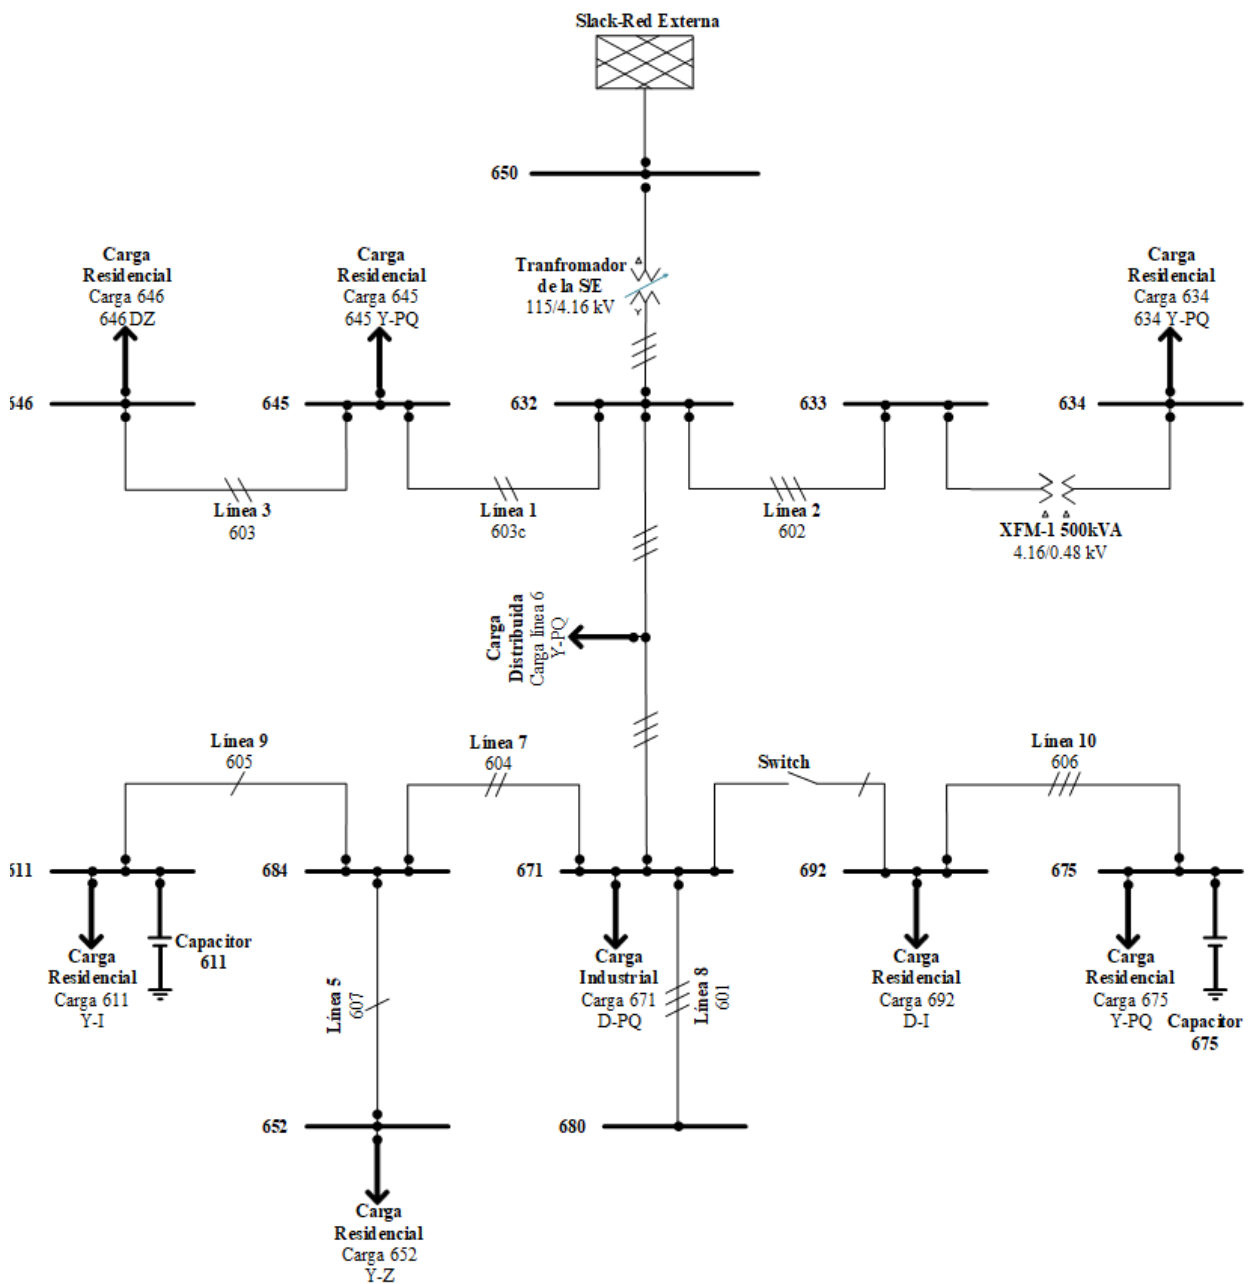 Slack-Red Externa
650
Carga
Residencial
Carga 646
646 DZ
Carga
Residencial
Carga 645
645 Y-PQ
Tranfromador
de la S/E
115/4.16 kV
Δ
Y
Carga
Residencial
Carga 634
634 Y-PQ
646
645
632
633
634
Línea 3
603
Línea 1
603c
Línea 2
602
Δ Δ
XFM-1 500kVA
4.16/0.48 kV
Carga
Distribuida
Carga línea 6
Y-PQ
Línea 9
605
Línea 7
604
Switch
Línea 10
606
611
684
671
692
675
Carga
Residencial
Carga 611
Y-I
Capacitor
611
Línea 5
607
Carga
Industrial
Carga 671
D-PQ
Línea 8
601
Carga
Residencial
Carga 692
D-I
Carga
Residencial
Carga 675
Y-PQ
Capacitor
675
652
680
Carga
Residencial
Carga 652
Y-Z